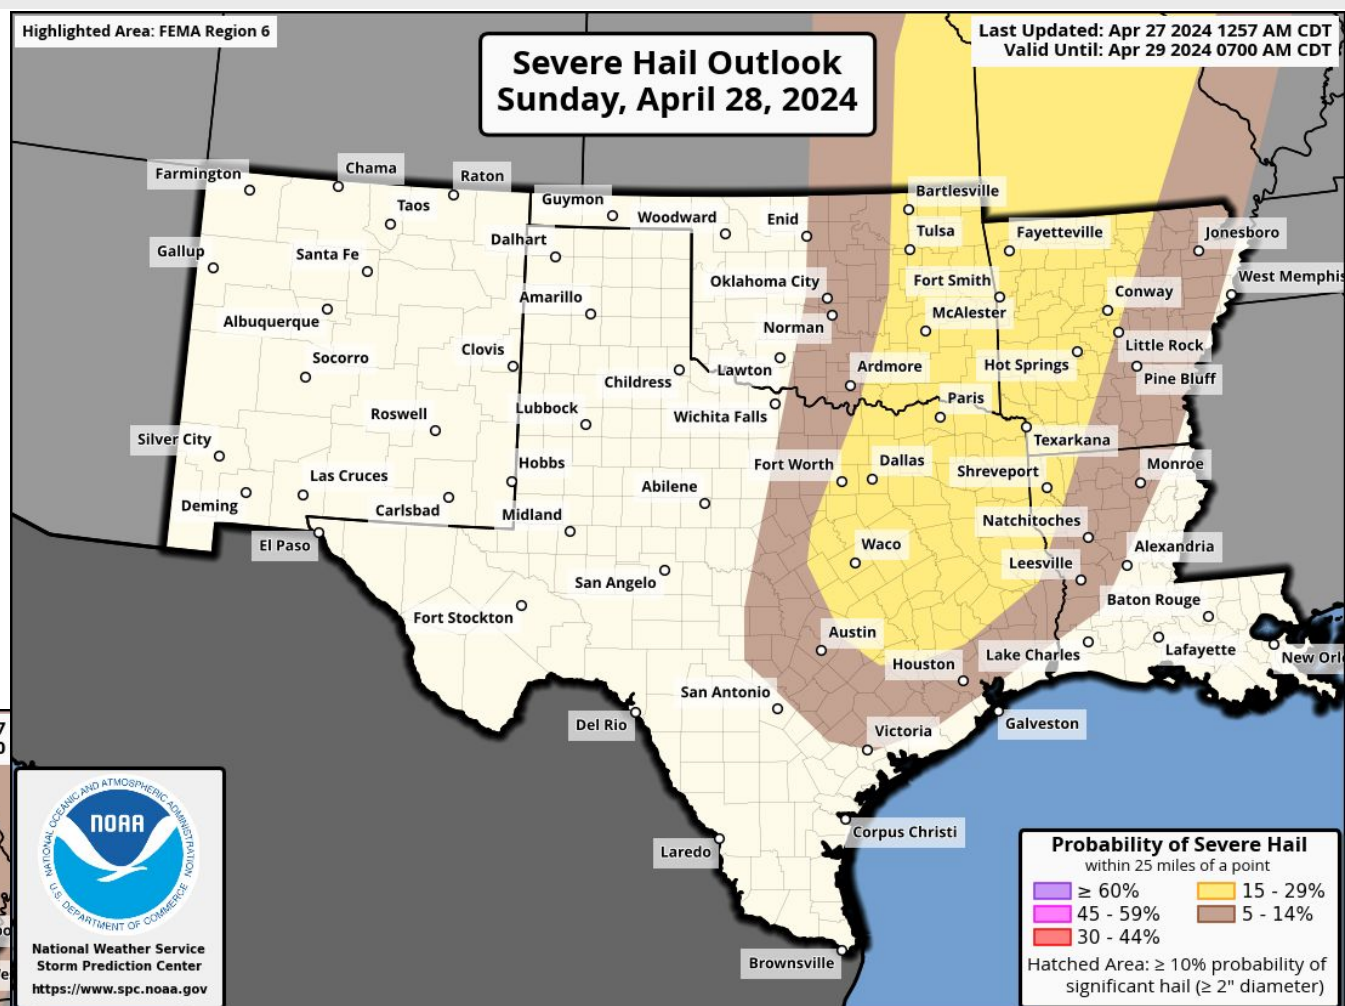 Highlighted Area: FEMA Region 6
Severe Hail Outlook
Sunday, April 28, 2024
Last Updated: Apr 27 2024 1257 AM CDT
Valid Until: Apr 29 2024 0700 AM CDT
Farmington
Chama
Raton
Taos
Guymon
Woodward
Enid
Bartlesville
Tulsa
Fayetteville
Jonesboro
Gallup
Santa Fe
Dalhart
Oklahoma City
Fort Smith
Conway
West Memphis
Albuquerque
Amarillo
Norman
McAlester
Little Rock
Socorro
Clovis
Childress
Lawton
Ardmore
Hot Springs
Pine Bluff
Roswell
Lubbock
Wichita Falls
Paris
Texarkana
Silver City
Las Cruces
Hobbs
Abilene
Fort Worth
Dallas
Shreveport
Monroe
Deming
Carlsbad
Midland
Natchitoches
El Paso
Waco
Alexandria
San Angelo
Leesville
Fort Stockton
Baton Rouge
Austin
Houston
Lake Charles
Lafayette
New Orl
San Antonio
Del Rio
Victoria
Galveston
Corpus Christi
Laredo
Brownsville
NATIONAL OCEANIC AND ATMOSPHERIC ADMINISTRATION
NOAA
U.S. DEPARTMENT OF COMMERCE
National Weather Service
Storm Prediction Center
https://www.spc.noaa.gov
Probability of Severe Hail
within 25 miles of a point
≥ 60%
15 - 29%
45 - 59%
5 - 14%
30 - 44%
Hatched Area: ≥ 10% probability of
significant hail (≥ 2" diameter)